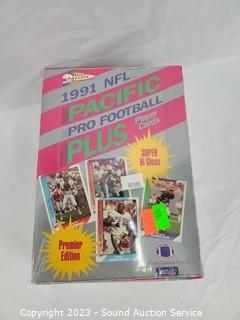 1991 NFL
PACIFIC
PRO FOOTBALL
PLUS
Player
Cards
SUPER
Hi Gloss
Premier
Edition
Copyright 2023 - Sound Auction Service